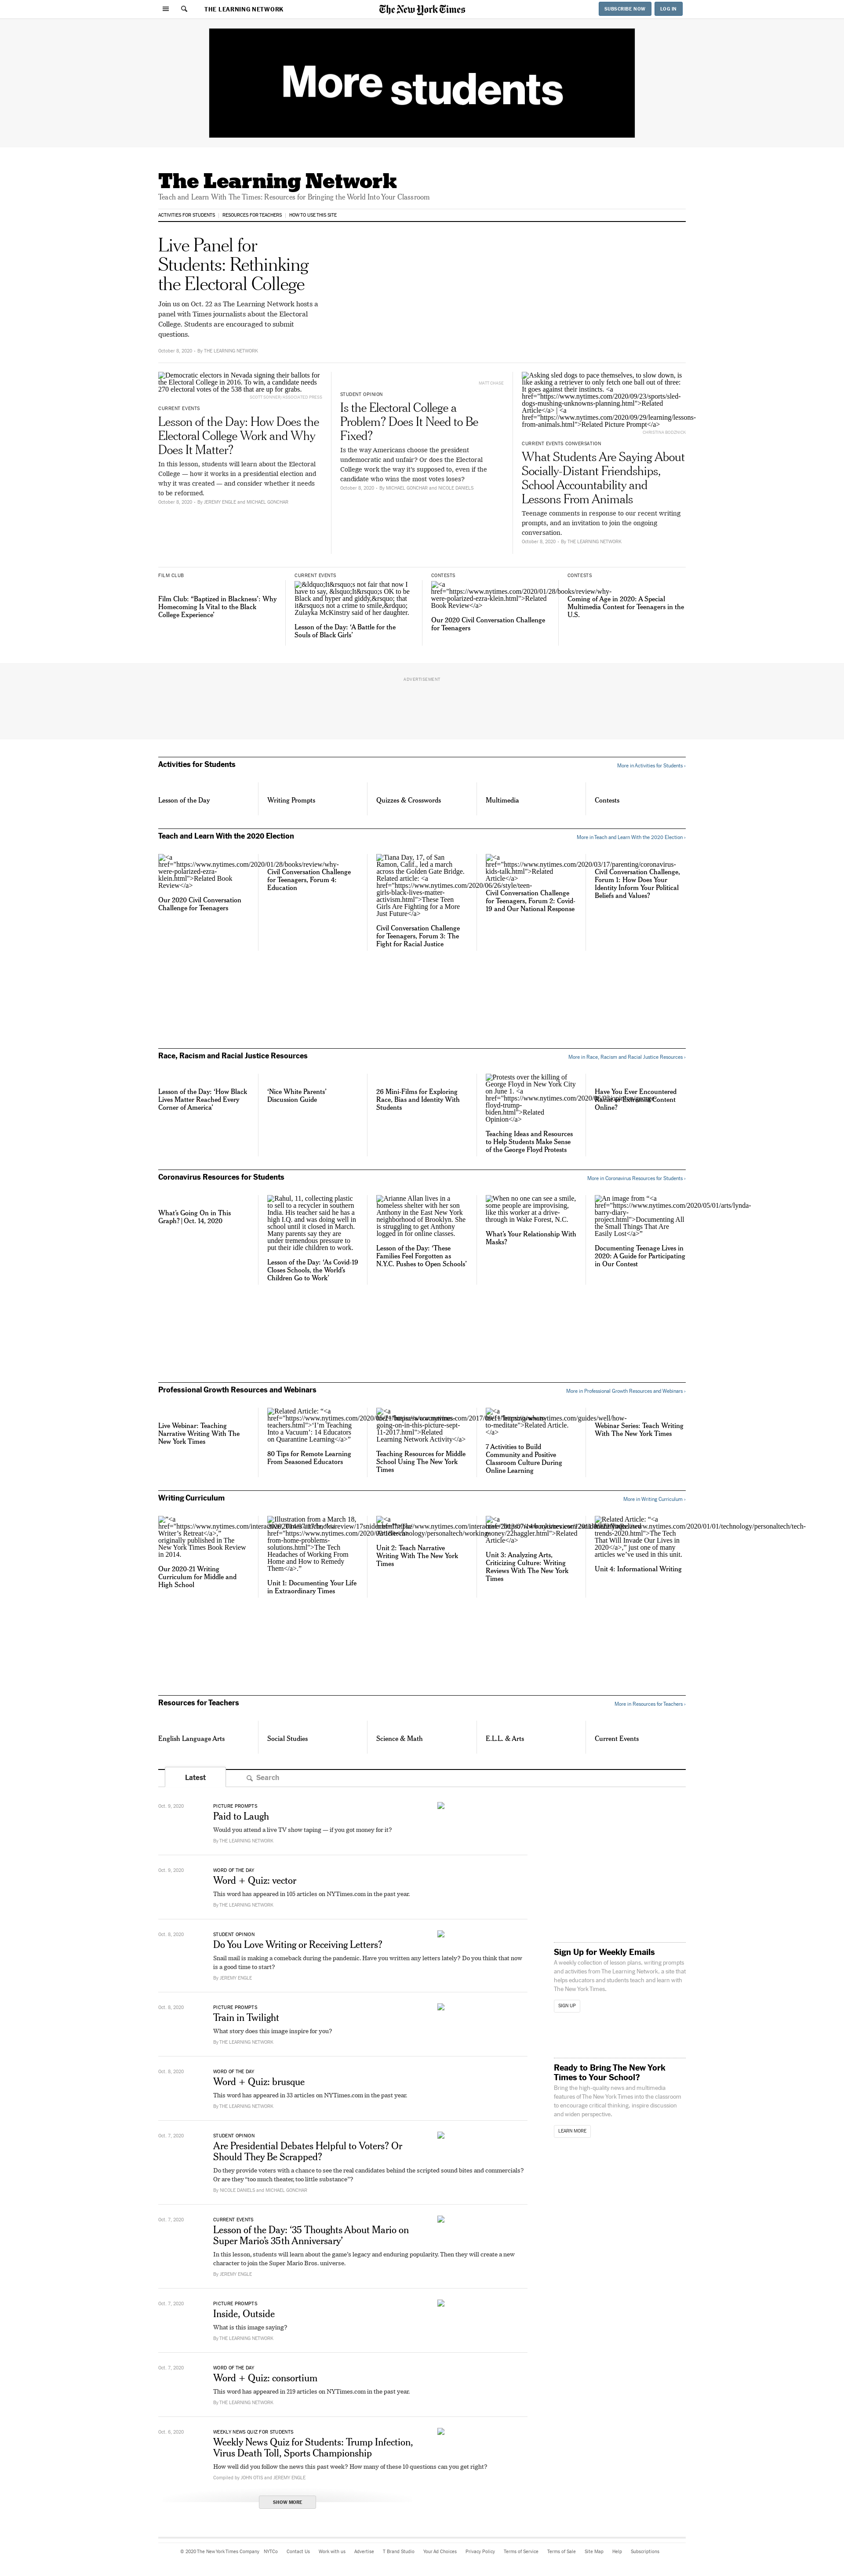 THE LEARNING NETWORK
The New York Times
SUBSCRIBE NOW
LOG IN
More students
The Learning Network
Teach and Learn With The Times: Resources for Bringing the World Into Your Classroom
ACTIVITIES FOR STUDENTS | RESOURCES FOR TEACHERS | HOW TO USE THIS SITE
Live Panel for
Students: Rethinking
the Electoral College
Join us on Oct. 22 as The Learning Network hosts a
panel with Times journalists about the Electoral
College. Students are encouraged to submit
questions.
October 8, 2020 - By THE LEARNING NETWORK
Democratic electors in Nevada signing their ballots for
the Electoral College in 2016. To win, a candidate needs
270 electoral votes of the 538 that are up for grabs.
SCOTT SONNER/ASSOCIATED PRESS
CURRENT EVENTS
Lesson of the Day: How Does the
Electoral College Work and Why
Does It Matter?
In this lesson, students will learn about the Electoral
College — how it works in a presidential election and
why it was created — and consider whether it needs
to be reformed.
October 8, 2020 - By JEREMY ENGLE and MICHAEL GONCHAR
MATT CHASE
STUDENT OPINION
Is the Electoral College a
Problem? Does It Need to Be
Fixed?
Is the way Americans choose the president
undemocratic and unfair? Or does the Electoral
College work the way it's supposed to, even if the
candidate who wins the most votes loses?
October 8, 2020 - By MICHAEL GONCHAR and NICOLE DANIELS
Asking sled dogs to pace themselves, to slow down, is
like asking a retriever to only fetch one ball out of three:
It goes against their instincts. <a
href="https://www.nytimes.com/2020/09/23/sports/sled-
dogs-mushing-unknowns-planning.html">Related
Article</a> | <a
href="https://www.nytimes.com/2020/09/29/learning/lessons-
from-animals.html">Related Picture Prompt</a>
CURRENT EVENTS CONVERSATION
What Students Are Saying About
Socially-Distant Friendships,
School Accountability and
Lessons From Animals
Teenage comments in response to our recent writing
prompts, and an invitation to join the ongoing
conversation.
October 8, 2020 - By THE LEARNING NETWORK
FILM CLUB
Film Club: “Baptized in Blackness’: Why
Homecoming Is Vital to the Black
College Experience’
CURRENT EVENTS
&ldquo;It&rsquo;s not fair that now I
have to say, &lsquo;It&rsquo;s OK to be
Black and hyper and giddy,&rsquo; that
it&rsquo;s not a crime to smile,&rdquo;
Zulayka McKinstry said of her daughter.
Lesson of the Day: ‘A Battle for the
Souls of Black Girls’
CONTESTS
<a
href="https://www.nytimes.com/2020/01/28/books/review/why-
were-polarized-ezra-klein.html">Related
Book Review</a>
Our 2020 Civil Conversation Challenge
for Teenagers
CONTESTS
Coming of Age in 2020: A Special
Multimedia Contest for Teenagers in the
U.S.
ADVERTISEMENT
Activities for Students
More in Activities for Students ›
Lesson of the Day
Writing Prompts
Quizzes & Crosswords
Multimedia
Contests
Teach and Learn With the 2020 Election
More in Teach and Learn With the 2020 Election ›
<a
href="https://www.nytimes.com/2020/01/28/books/review/why-
were-polarized-ezra-
klein.html">Related Book
Review</a>
Our 2020 Civil Conversation
Challenge for Teenagers
Civil Conversation Challenge
for Teenagers, Forum 4:
Education
Tiana Day, 17, of San
Ramon, Calif., led a march
across the Golden Gate Bridge.
Related article: <a
href="https://www.nytimes.com/2020/06/26/style/teen-
girls-black-lives-matter-
activism.html">These Teen
Girls Are Fighting for a More
Just Future</a>
Civil Conversation Challenge
for Teenagers, Forum 3: The
Fight for Racial Justice
<a
href="https://www.nytimes.com/2020/03/17/parenting/coronavirus-
kids-talk.html">Related
Article</a>
Civil Conversation Challenge
for Teenagers, Forum 2: Covid-
19 and Our National Response
Civil Conversation Challenge,
Forum 1: How Does Your
Identity Inform Your Political
Beliefs and Values?
Race, Racism and Racial Justice Resources
More in Race, Racism and Racial Justice Resources ›
Lesson of the Day: ‘How Black
Lives Matter Reached Every
Corner of America’
‘Nice White Parents’
Discussion Guide
26 Mini-Films for Exploring
Race, Bias and Identity With
Students
Protests over the killing of
George Floyd in New York City
on June 1. <a
floyd-trump-
biden.html">Related
Opinion</a>
Teaching Ideas and Resources
to Help Students Make Sense
of the George Floyd Protests
Have You Ever Encountered
Racist or Extremist Content
Online?
Coronavirus Resources for Students
More in Coronavirus Resources for Students ›
What’s Going On in This
Graph? | Oct. 14, 2020
Rahul, 11, collecting plastic
to sell to a recycler in southern
India. His teacher said he has a
high I.Q. and was doing well in
school until it closed in March.
Many parents say they are
under tremendous pressure to
put their idle children to work.
Lesson of the Day: ‘As Covid-19
Closes Schools, the World’s
Children Go to Work’
Arianne Allan lives in a
homeless shelter with her son
Anthony in the East New York
neighborhood of Brooklyn. She
is struggling to get Anthony
logged in for online classes.
Lesson of the Day: ‘These
Families Feel Forgotten as
N.Y.C. Pushes to Open Schools’
When no one can see a smile,
some people are improvising,
like this worker at a drive-
through in Wake Forest, N.C.
What’s Your Relationship With
Masks?
An image from “<a
href="https://www.nytimes.com/2020/05/01/arts/lynda-
barry-diary-
project.html">Documenting All
the Small Things That Are
Easily Lost</a>”
Documenting Teenage Lives in
2020: A Guide for Participating
in Our Contest
Professional Growth Resources and Webinars
More in Professional Growth Resources and Webinars ›
Live Webinar: Teaching
Narrative Writing With The
New York Times
Related Article: “<a
teachers.html">‘I’m Teaching
Into a Vacuum’: 14 Educators
on Quarantine Learning</a>”
80 Tips for Remote Learning
From Seasoned Educators
<a
going-on-in-this-picture-sept-
11-2017.html">Related
Learning Network Activity</a>
Teaching Resources for Middle
School Using The New York
Times
<a
to-meditate">Related Article.
</a>
7 Activities to Build
Community and Positive
Classroom Culture During
Online Learning
Webinar Series: Teach Writing
With The New York Times
Writing Curriculum
More in Writing Curriculum ›
“<a
Writer’s Retreat</a>,”
originally published in The
New York Times Book Review
in 2014.
Our 2020-21 Writing
Curriculum for Middle and
High School
Illustration from a March 18,
solutions.html">The Tech
Headaches of Working From
Home and How to Remedy
Them</a>.”
Unit 1: Documenting Your Life
in Extraordinary Times
<a
Unit 2: Teach Narrative
Writing With The New York
Times
<a
money/22haggler.html">Related
Article</a>
Unit 3: Analyzing Arts,
Criticizing Culture: Writing
Reviews With The New York
Times
Related Article: “<a
trends-2020.html">The Tech
That Will Invade Our Lives in
2020</a>,” just one of many
articles we’ve used in this unit.
Unit 4: Informational Writing
Resources for Teachers
More in Resources for Teachers ›
English Language Arts
Social Studies
Science & Math
E.L.L. & Arts
Current Events
Latest
Search
Oct. 9, 2020
PICTURE PROMPTS
Paid to Laugh
Would you attend a live TV show taping — if you got money for it?
By THE LEARNING NETWORK
Oct. 9, 2020
WORD OF THE DAY
Word + Quiz: vector
This word has appeared in 105 articles on NYTimes.com in the past year.
By THE LEARNING NETWORK
Oct. 8, 2020
STUDENT OPINION
Do You Love Writing or Receiving Letters?
Snail mail is making a comeback during the pandemic. Have you written any letters lately? Do you think that now
is a good time to start?
By JEREMY ENGLE
Oct. 8, 2020
PICTURE PROMPTS
Train in Twilight
What story does this image inspire for you?
By THE LEARNING NETWORK
Oct. 8, 2020
WORD OF THE DAY
Word + Quiz: brusque
This word has appeared in 33 articles on NYTimes.com in the past year.
By THE LEARNING NETWORK
Oct. 7, 2020
STUDENT OPINION
Are Presidential Debates Helpful to Voters? Or
Should They Be Scrapped?
Do they provide voters with a chance to see the real candidates behind the scripted sound bites and commercials?
Or are they “too much theater, too little substance”?
By NICOLE DANIELS and MICHAEL GONCHAR
Oct. 7, 2020
CURRENT EVENTS
Lesson of the Day: ‘35 Thoughts About Mario on
Super Mario’s 35th Anniversary’
In this lesson, students will learn about the game’s legacy and enduring popularity. Then they will create a new
character to join the Super Mario Bros. universe.
By JEREMY ENGLE
Oct. 7, 2020
PICTURE PROMPTS
Inside, Outside
What is this image saying?
By THE LEARNING NETWORK
Oct. 7, 2020
WORD OF THE DAY
Word + Quiz: consortium
This word has appeared in 219 articles on NYTimes.com in the past year.
By THE LEARNING NETWORK
Oct. 6, 2020
WEEKLY NEWS QUIZ FOR STUDENTS
Weekly News Quiz for Students: Trump Infection,
Virus Death Toll, Sports Championship
How well did you follow the news this past week? How many of these 10 questions can you get right?
Compiled by JOHN OTIS and JEREMY ENGLE
SHOW MORE
Sign Up for Weekly Emails
A weekly collection of lesson plans, writing prompts
and activities from The Learning Network, a site that
helps educators and students teach and learn with
The New York Times.
SIGN UP
Ready to Bring The New York
Times to Your School?
Bring the high-quality news and multimedia
features of The New York Times into the classroom
to encourage critical thinking, inspire discussion
and widen perspective.
LEARN MORE
© 2020 The New York Times Company NYTCo Contact Us Work with us Advertise T Brand Studio Your Ad Choices Privacy Policy Terms of Service Terms of Sale Site Map Help Subscriptions